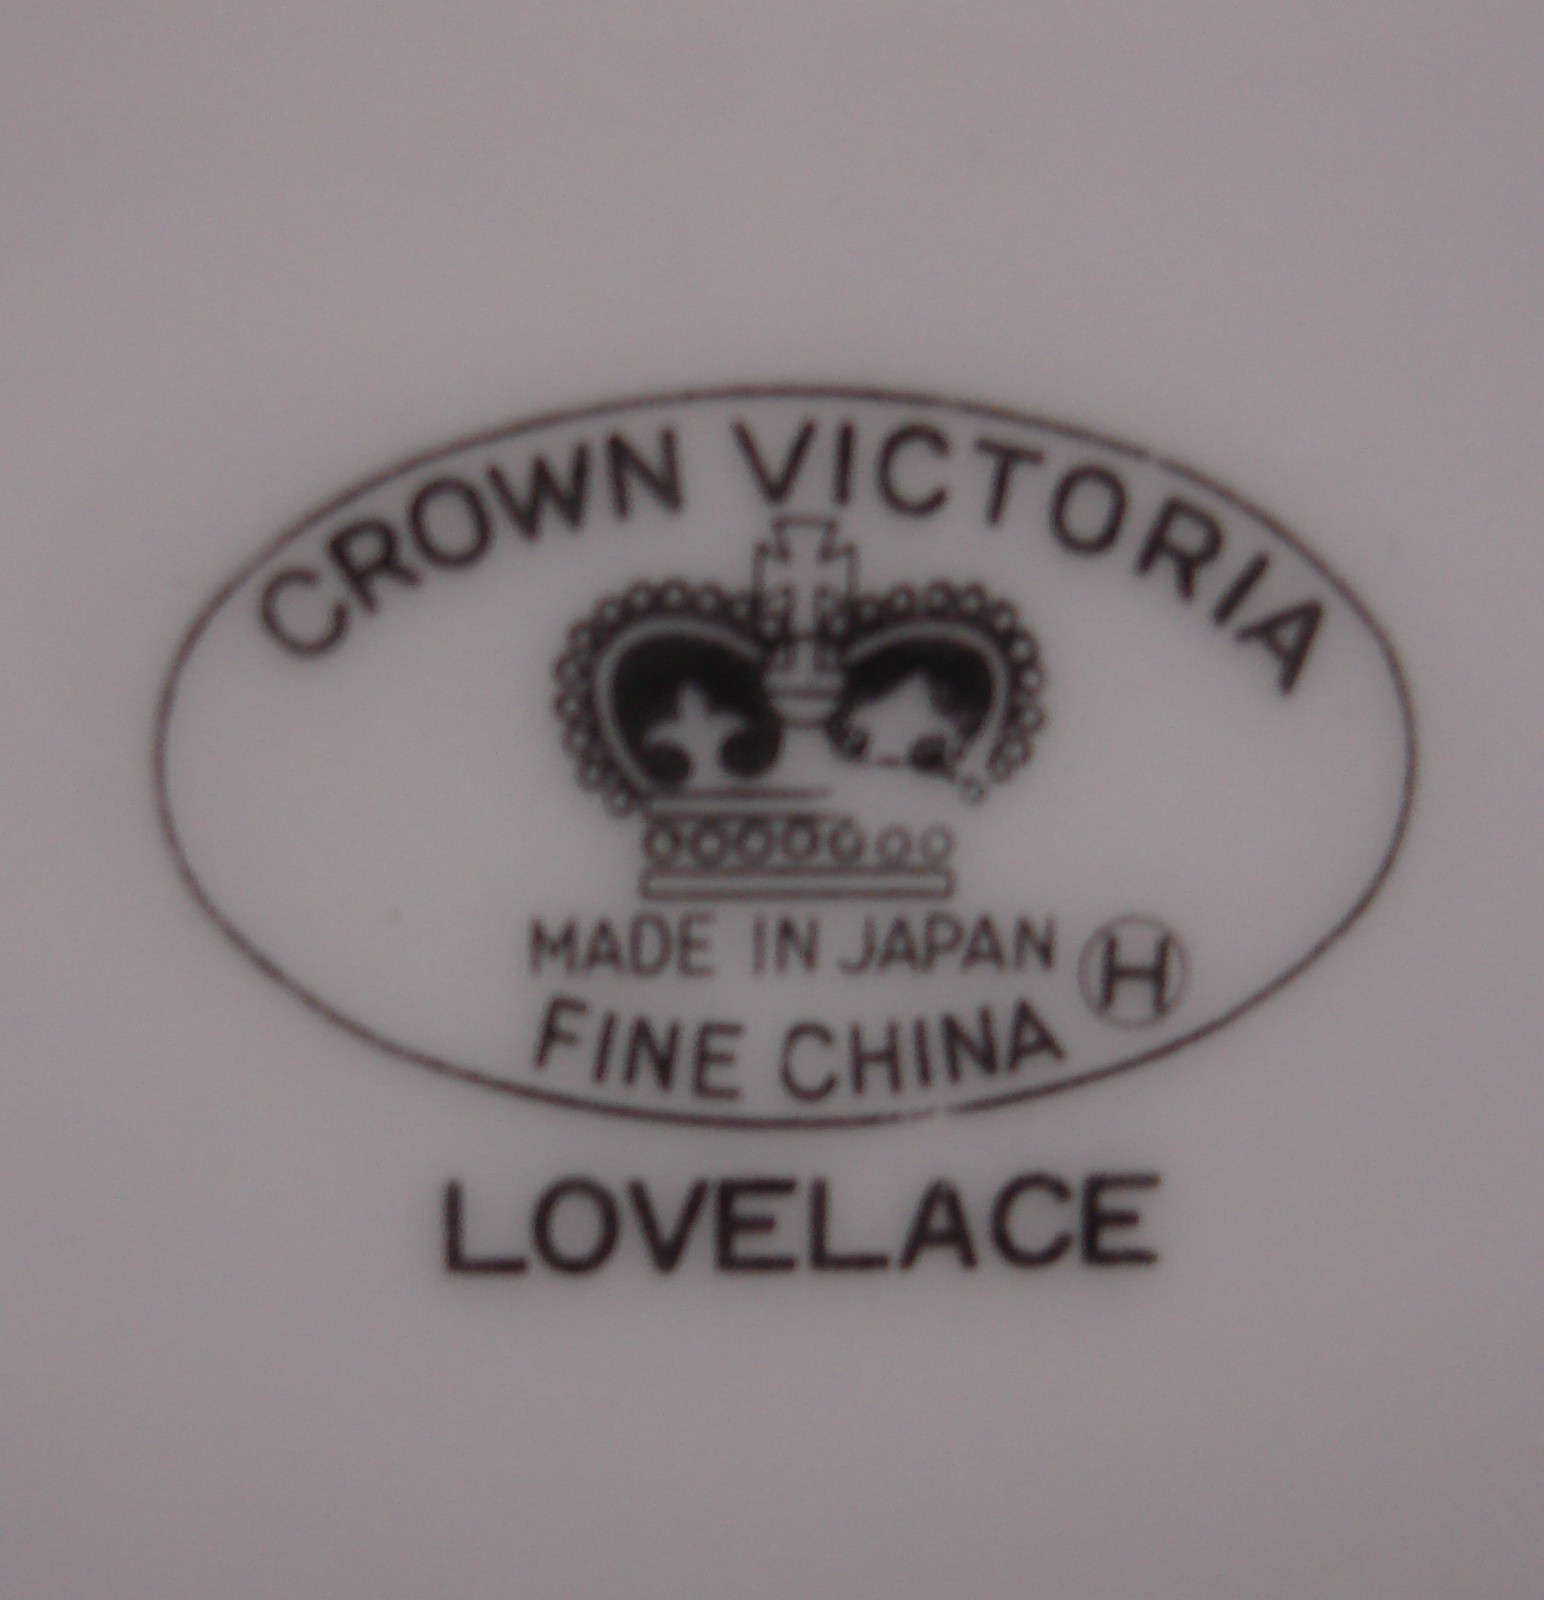 CROWN VICTORIA
MADE IN JAPAN H
FINE CHINA
LOVELACE